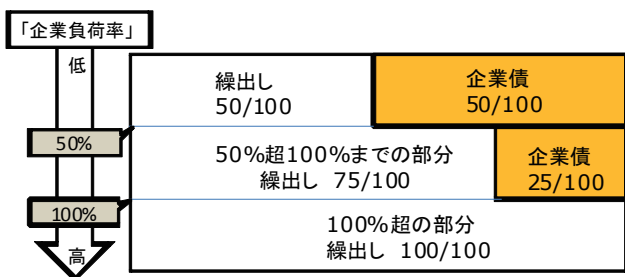 「企業負荷率」
低
繰出し
50/100
企業債
50/100
50%
50%超100%までの部分
繰出し 75/100
企業債
25/100
100%
100%超の部分
繰出し 100/100
高